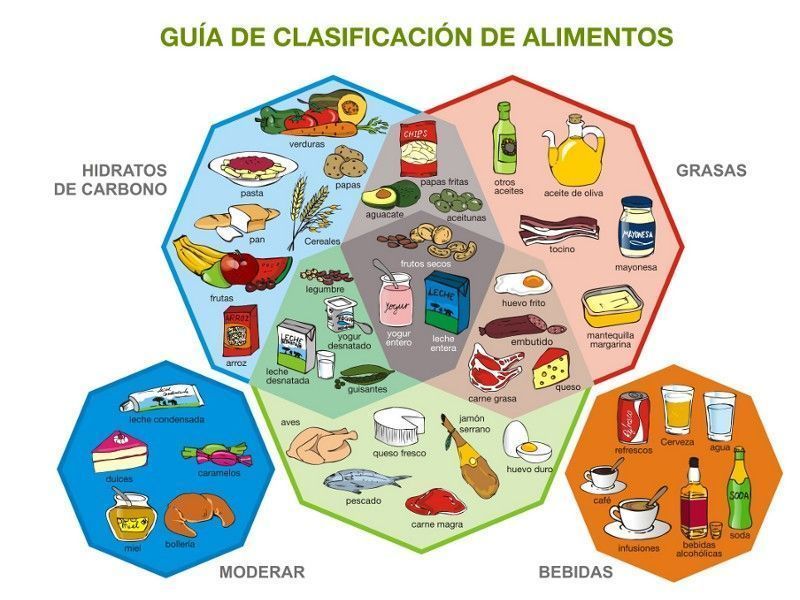 GUÍA DE CLASIFICACIÓN DE ALIMENTOS
HIDRATOS
DE CARBONO
GRASAS
verduras
pasta
papas
pan
Cereales
frutas
ARROZ
arroz
CHIPS
papas fritas
aguacate
aceitunas
otros
aceites
aceite de oliva
tocino
MAYONESA
mayonesa
mantequilla
margarina
frutos secos
Yogur
yogur
entero
LECHE
leche
entera
legumbre
yogur
desnatado
LECHE
leche
desnatada
guisantes
huevo frito
embutido
carne grasa
queso
aves
queso fresco
jamón
serrano
huevo duro
pescado
carne magra
leche condensada
dulces
caramelos
miel
bollería
MODERAR
refrescos
Cerveza
agua
café
infusiones
bebidas
alcohólicas
SODA
soda
BEBIDAS